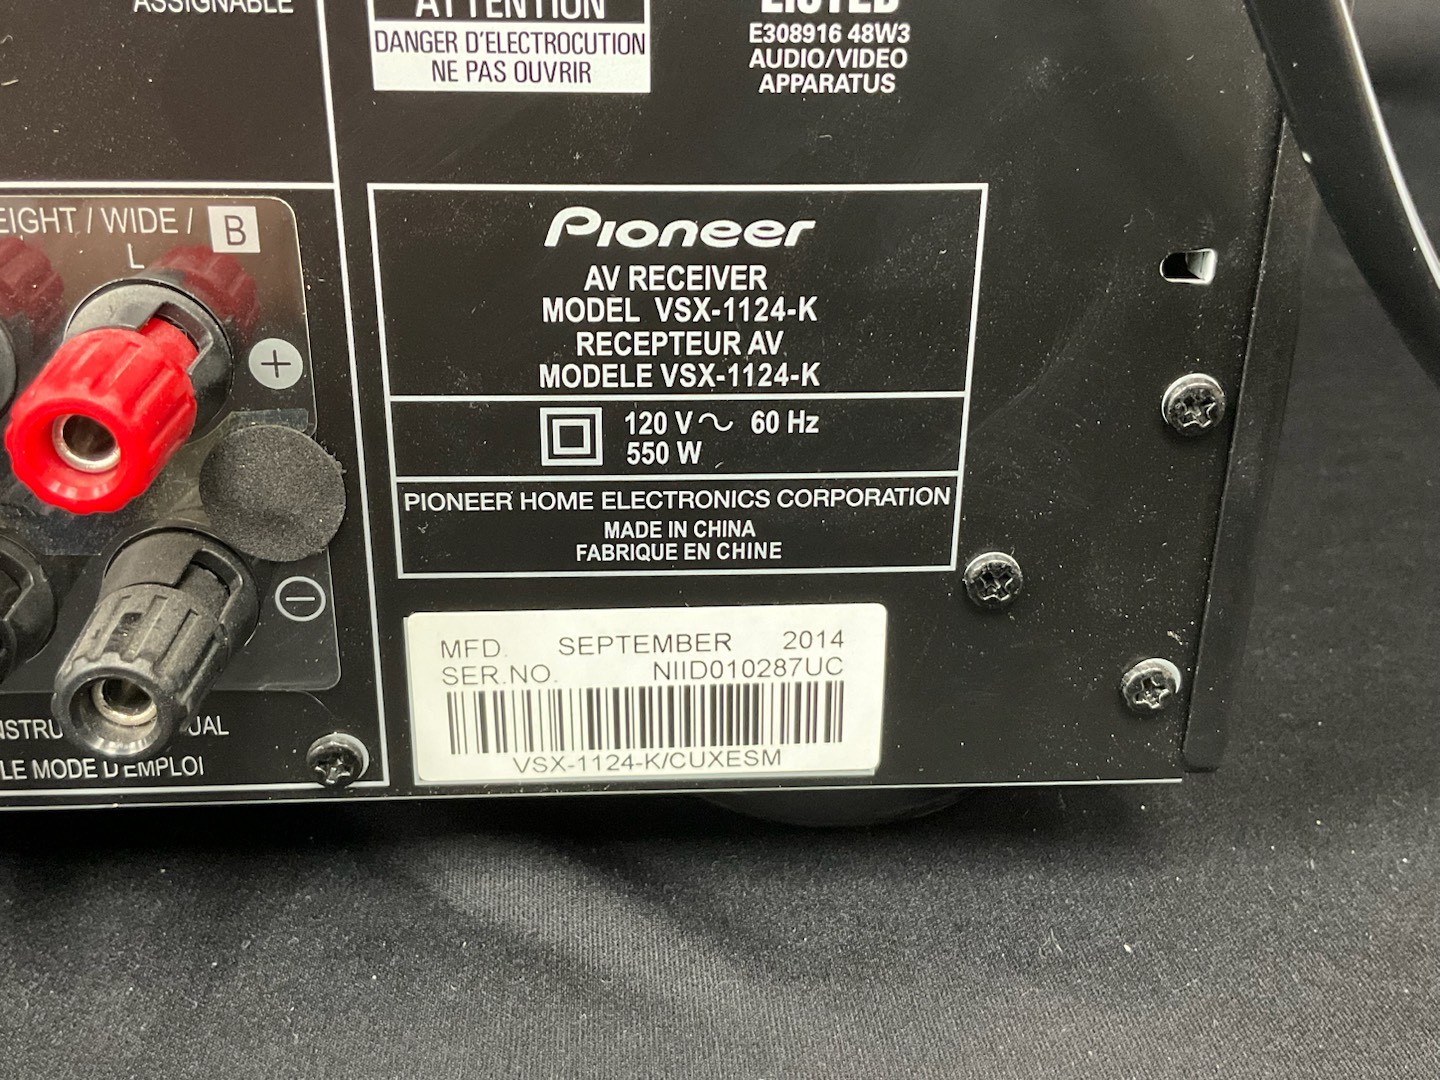 ASSIGNABLE
ATTENTION
DANGER D'ELECTROCUTION
NE PAS OUVRIR
LISTED
E308916 48W3
AUDIO/VIDEO
APPARATUS
WIDE / B
L
Pioneer
AV RECEIVER
MODEL VSX-1124-K
RECEPTEUR AV
MODELE VSX-1124-K
120 V ~ 60 Hz
550 W
PIONEER HOME ELECTRONICS CORPORATION
MADE IN CHINA
FABRIQUE EN CHINE
+
−
MFD. SEPTEMBER 2014
SER.NO. NIID010287UC
VSX-1124-K/CUXESM
LE MODE D'EMPLOI